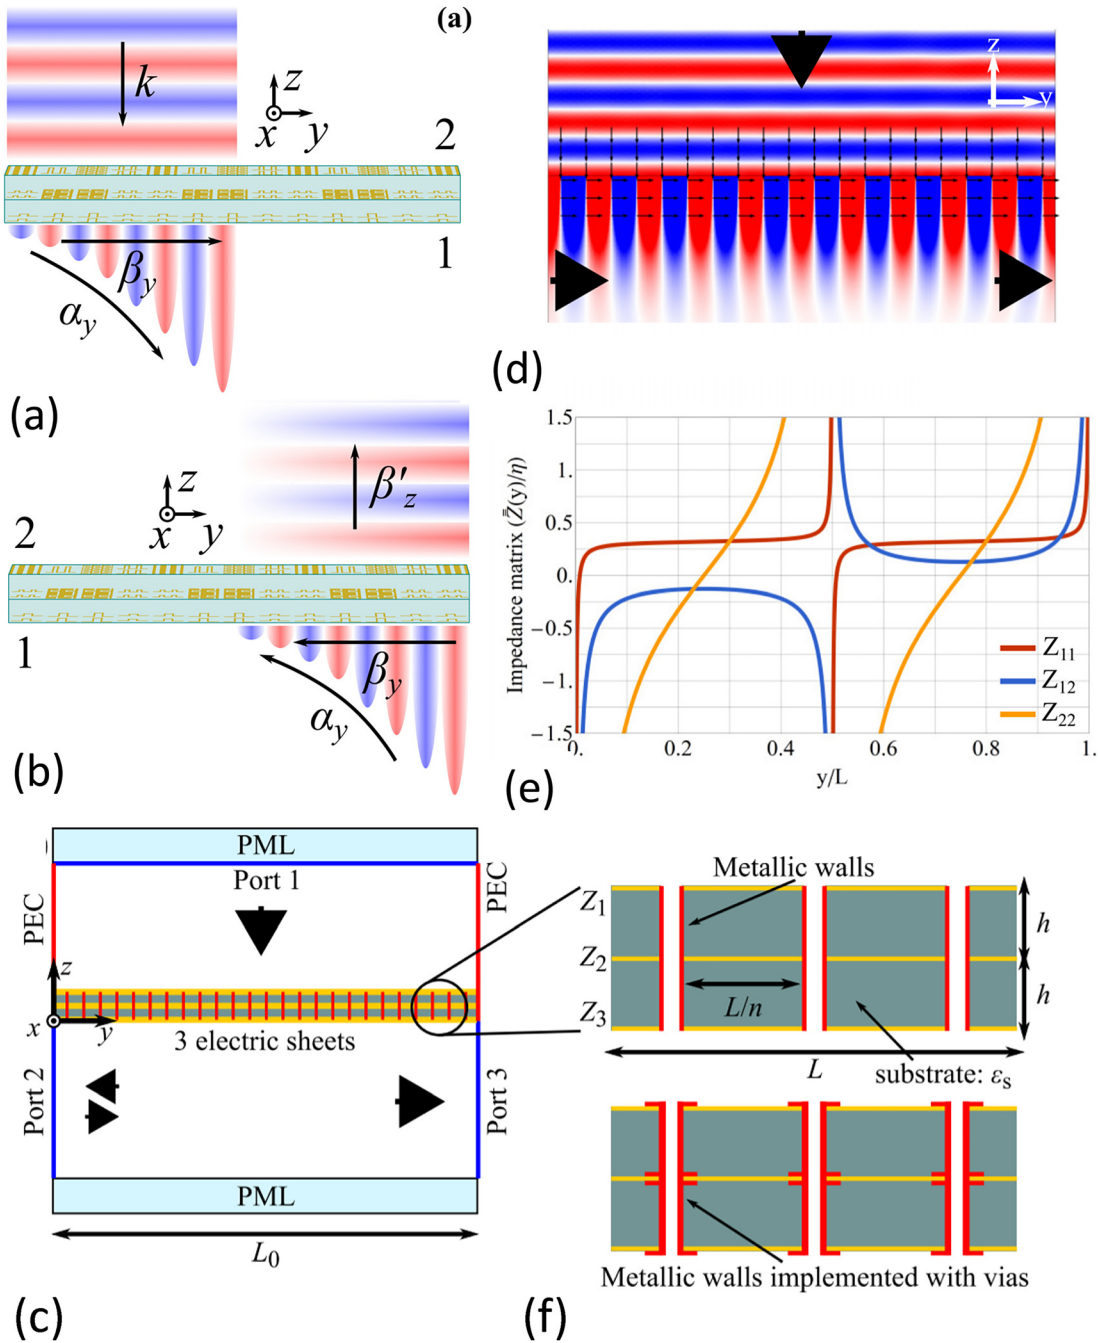 (a)
k
z
x
y
2
1
β_y
α_y
(a)
β′_z
z
x
y
2
1
β_y
α_y
(b)
PML
Port 1
PEC
PEC
z
x
y
3 electric sheets
Port 2
Port 3
PML
L₀
(c)
z
y
(d)
Impedance matrix (Z̿(y)/η)
1.5
1.
0.5
0.
−0.5
−1.
−1.5
Z₁₁
Z₁₂
Z₂₂
0.
0.2
0.4
0.6
0.8
1.
y/L
(e)
Metallic walls
Z₁
Z₂
Z₃
h
h
L/n
L
substrate: ε_s
Metallic walls implemented with vias
(f)